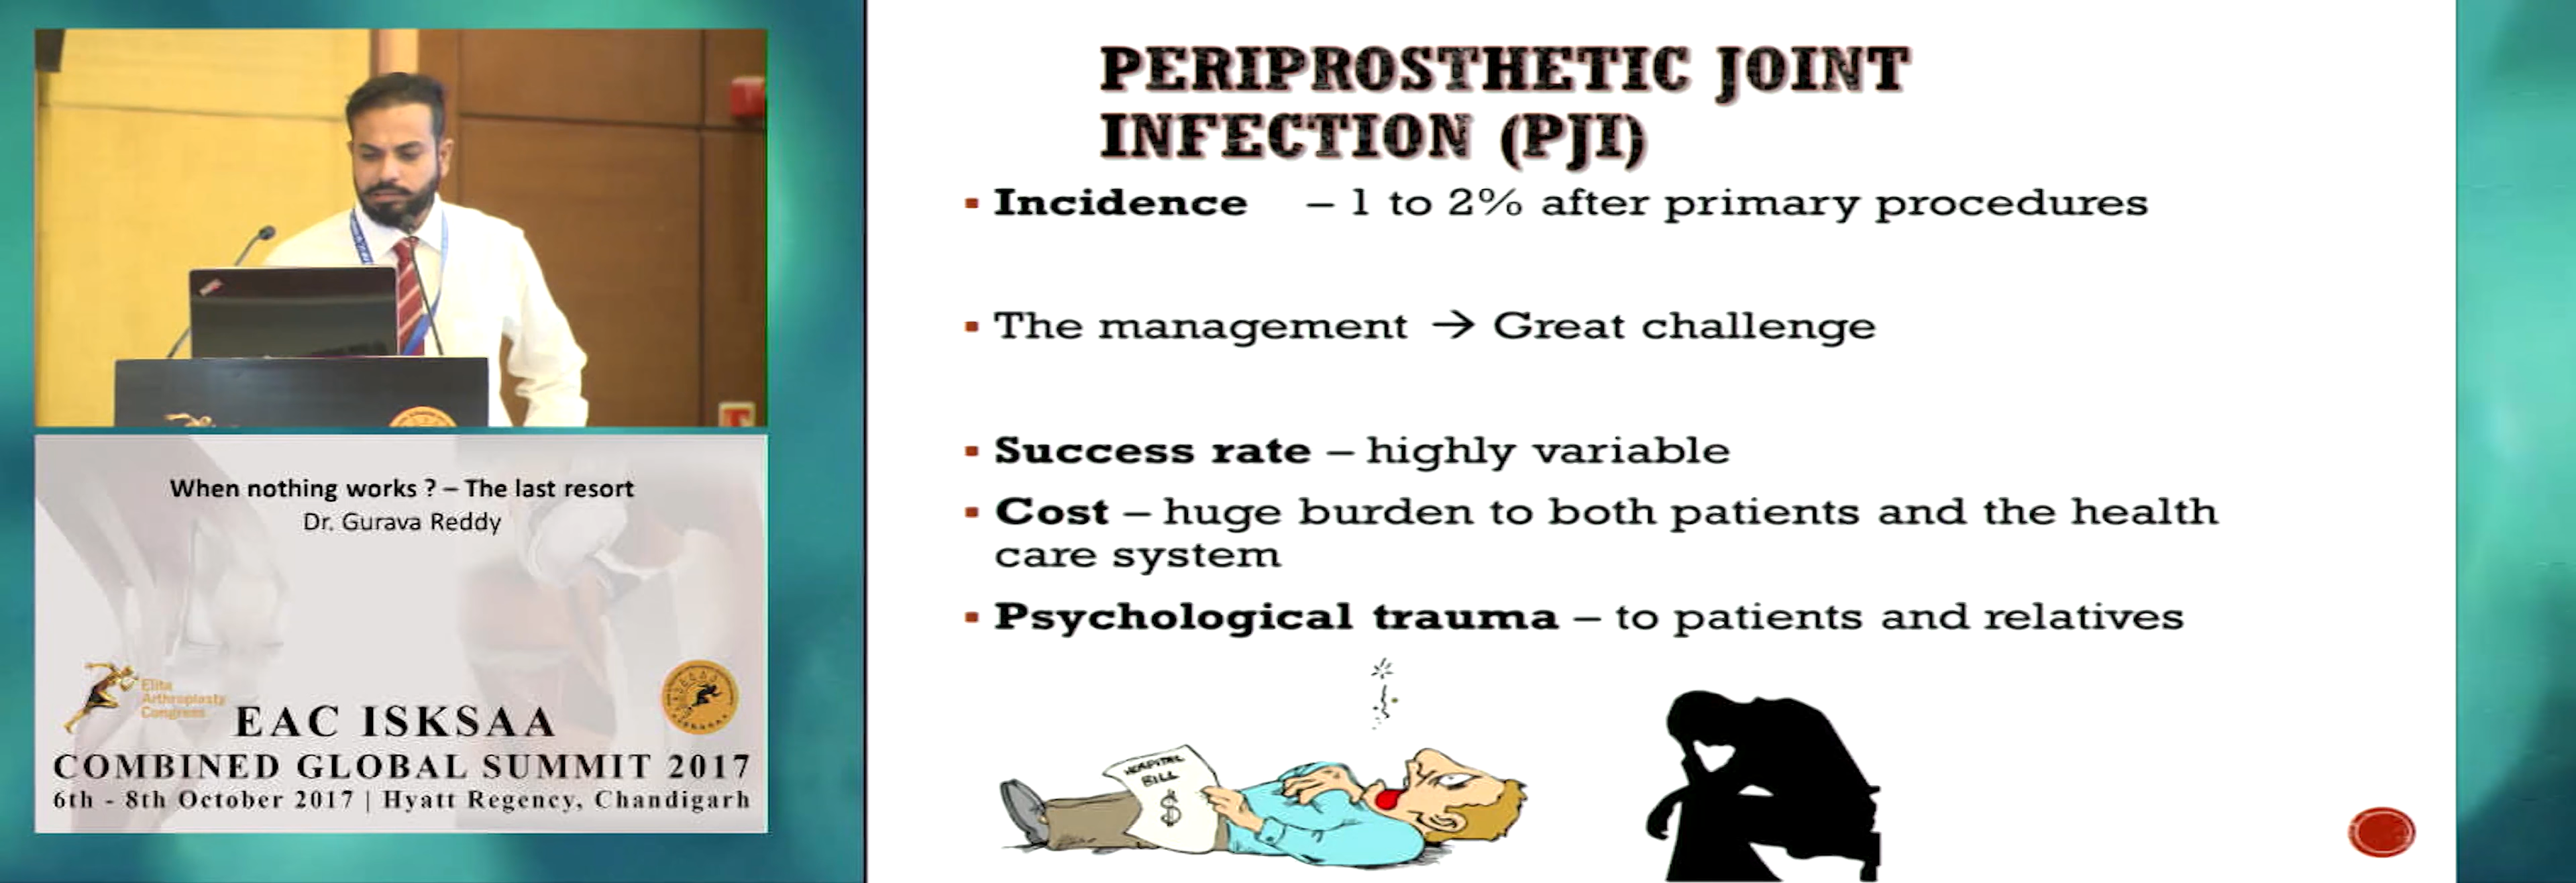 When nothing works ? – The last resort
Dr. Gurava Reddy
Elite
Arthroplasty
Congress
EAC ISKSAA
COMBINED GLOBAL SUMMIT 2017
6th - 8th October 2017 | Hyatt Regency, Chandigarh
PERIPROSTHETIC JOINT
INFECTION (PJI)
▪ Incidence – 1 to 2% after primary procedures
▪ The management → Great challenge
▪ Success rate – highly variable
▪ Cost – huge burden to both patients and the health
care system
▪ Psychological trauma – to patients and relatives
HOSPITAL
BILL
$